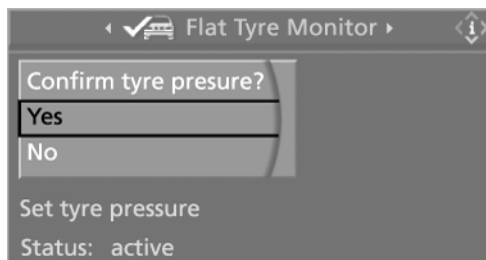 Flat Tyre Monitor
Confirm tyre presure?
Yes
No
Set tyre pressure
Status: active